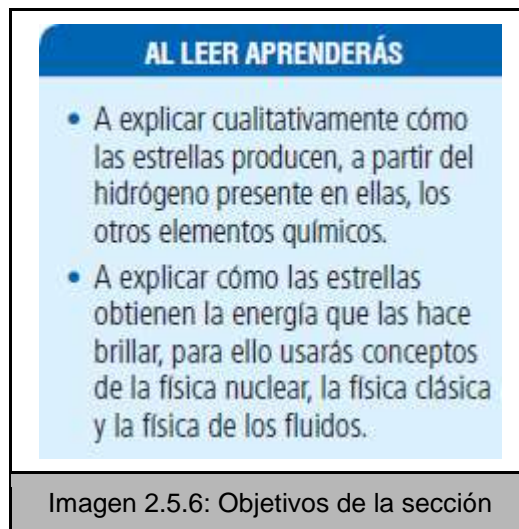 AL LEER APRENDERÁS
• A explicar cualitativamente cómo
las estrellas producen, a partir del
hidrógeno presente en ellas, los
otros elementos químicos.
• A explicar cómo las estrellas
obtienen la energía que las hace
brillar, para ello usarás conceptos
de la física nuclear, la física clásica
y la física de los fluidos.
Imagen 2.5.6: Objetivos de la sección